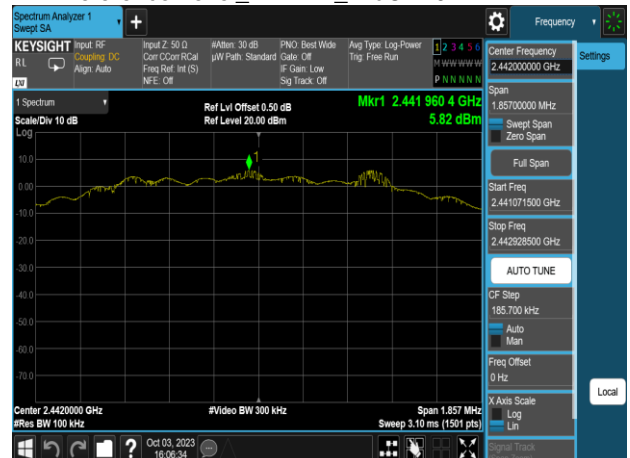 Spectrum Analyzer 1
Swept SA
Frequency
KEYSIGHT
RL
LXI
Input: RF
Coupling: DC
Align: Auto
Input Z: 50 Ω
Corr CCorr RCal
Freq Ref: Int (S)
NFE: Off
#Atten: 30 dB
µW Path: Standard
PNO: Best Wide
Gate: Off
IF Gain: Low
Sig Track: Off
Avg Type: Log-Power
Trig: Free Run
1 2 3 4 5 6
M W W W W W
P N N N N N
1 Spectrum
Scale/Div 10 dB
Log
Ref Lvl Offset 0.50 dB
Ref Level 20.00 dBm
Mkr1 2.441 960 4 GHz
5.82 dBm
10.0
0.00
-10.0
-20.0
-30.0
-40.0
-50.0
-60.0
-70.0
1
Center 2.4420000 GHz
#Res BW 100 kHz
#Video BW 300 kHz
Span 1.857 MHz
Sweep 3.10 ms (1501 pts)
Oct 03, 2023
16:06:34
Center Frequency
2.442000000 GHz
Settings
Span
1.85700000 MHz
Swept Span
Zero Span
Full Span
Start Freq
2.441071500 GHz
Stop Freq
2.442928500 GHz
AUTO TUNE
CF Step
185.700 kHz
Auto
Man
Freq Offset
0 Hz
X Axis Scale
Log
Lin
Local
Signal Track